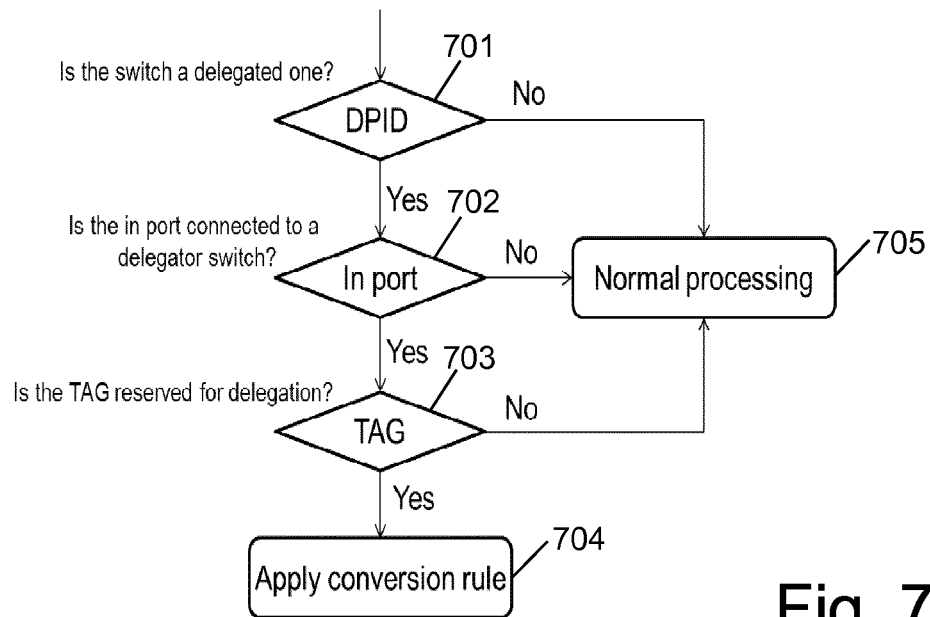 701
Is the switch a delegated one?
No
DPID
Yes
702
Is the in port connected to a
delegator switch?
No
705
In port
Normal processing
Yes
703
Is the TAG reserved for delegation?
No
TAG
Yes
704
Apply conversion rule
Fig. 7